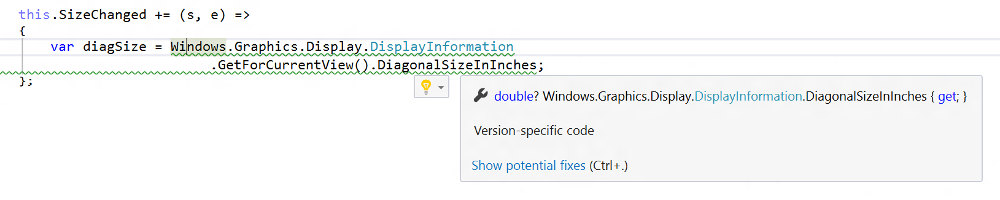 this.SizeChanged += (s, e) =>
{
var diagSize = Windows.Graphics.Display.DisplayInformation
.GetForCurrentView().DiagonalSizeInInches;
};
double? Windows.Graphics.Display.DisplayInformation.DiagonalSizeInInches { get; }
Version-specific code
Show potential fixes (Ctrl+.)